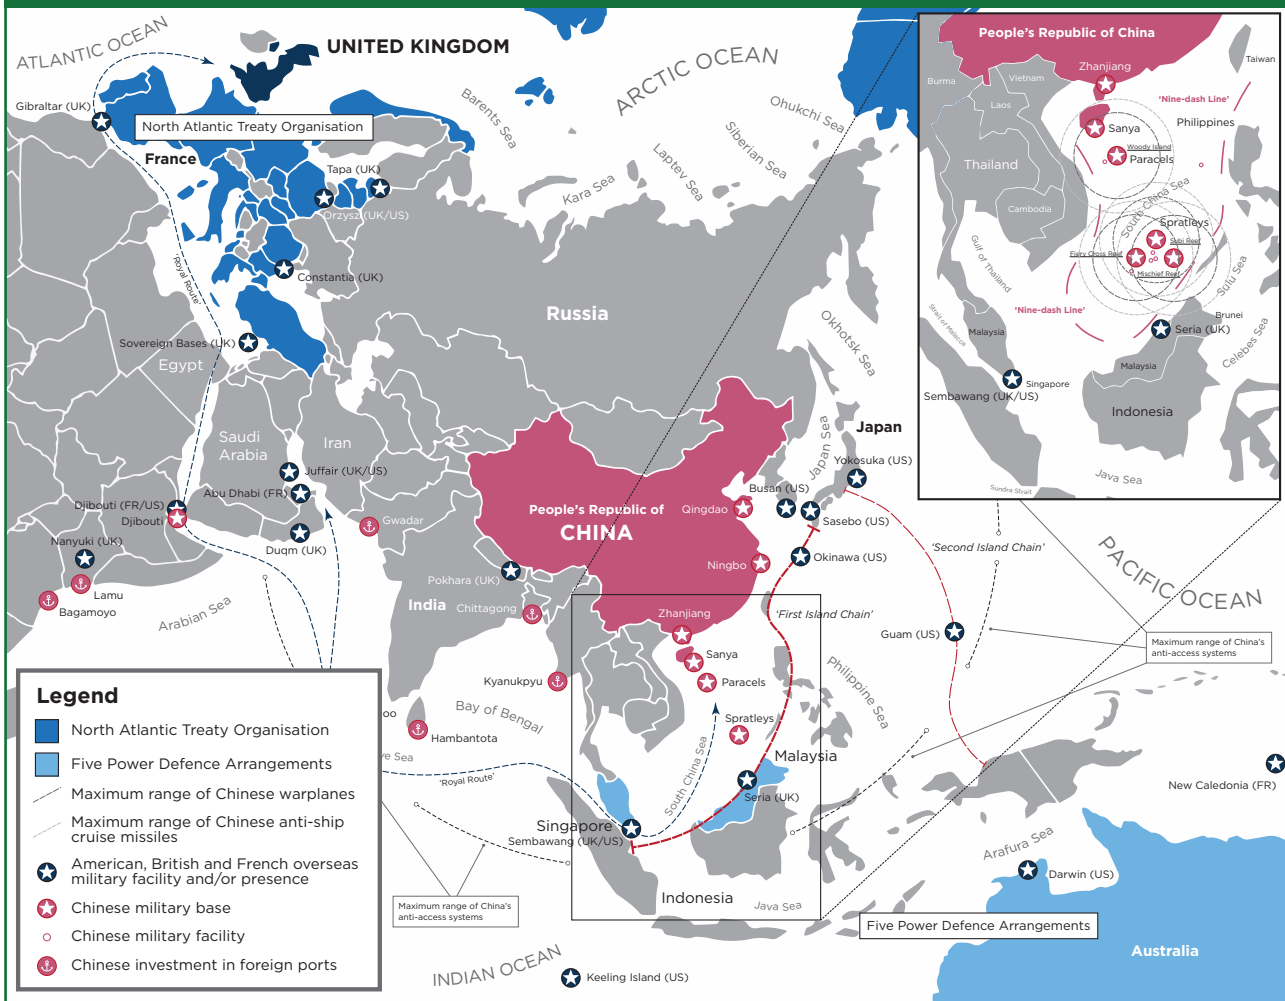 ATLANTIC OCEAN
UNITED KINGDOM
Gibraltar (UK)
North Atlantic Treaty Organisation
France
Tapa (UK)
Orzysz (UK/US)
Constantia (UK)
'Royal Route'
Sovereign Bases (UK)
Egypt
Barents Sea
ARCTIC OCEAN
Kara Sea
Laptev Sea
Siberian Sea
Ohukchi Sea
Russia
Okhotsk Sea
Saudi
Arabia
Iran
Juffair (UK/US)
Abu Dhabi (FR)
Djibouti (FR/US)
Djibouti
Duqm (UK)
Nanyuki (UK)
Lamu
Bagamoyo
Arabian Sea
Gwadar
Pokhara (UK)
India
Chittagong
Kyanukpyu
Bay of Bengal
Hambantota
oo
ve Sea
'Royal Route'
People's Republic of
CHINA
Qingdao
Ningbo
Zhanjiang
Sanya
Paracels
Spratleys
South China Sea
Japan
Japan Sea
Yokosuka (US)
Busan (US)
Sasebo (US)
Okinawa (US)
'First Island Chain'
'Second Island Chain'
Guam (US)
Philippine Sea
PACIFIC OCEAN
Maximum range of China's
anti-access systems
Malaysia
Seria (UK)
Singapore
Sembawang (UK/US)
Indonesia
Java Sea
Maximum range of China's
anti-access systems
New Caledonia (FR)
Arafura Sea
Darwin (US)
Five Power Defence Arrangements
Australia
INDIAN OCEAN
Keeling Island (US)
Legend
North Atlantic Treaty Organisation
Five Power Defence Arrangements
Maximum range of Chinese warplanes
Maximum range of Chinese anti-ship
cruise missiles
American, British and French overseas
military facility and/or presence
Chinese military base
Chinese military facility
Chinese investment in foreign ports
People's Republic of China
Zhanjiang
Taiwan
Burma
Vietnam
Laos
'Nine-dash Line'
Philippines
Sanya
Woody Island
Paracels
Thailand
Cambodia
South China Sea
Spratleys
Subi Reef
Fiery Cross Reef
Mischief Reef
Gulf of Thailand
Sulu Sea
'Nine-dash Line'
Strait of Malacca
Malaysia
Brunei
Seria (UK)
Celebes Sea
Malaysia
Singapore
Sembawang (UK/US)
Indonesia
Java Sea
Sundra Strait